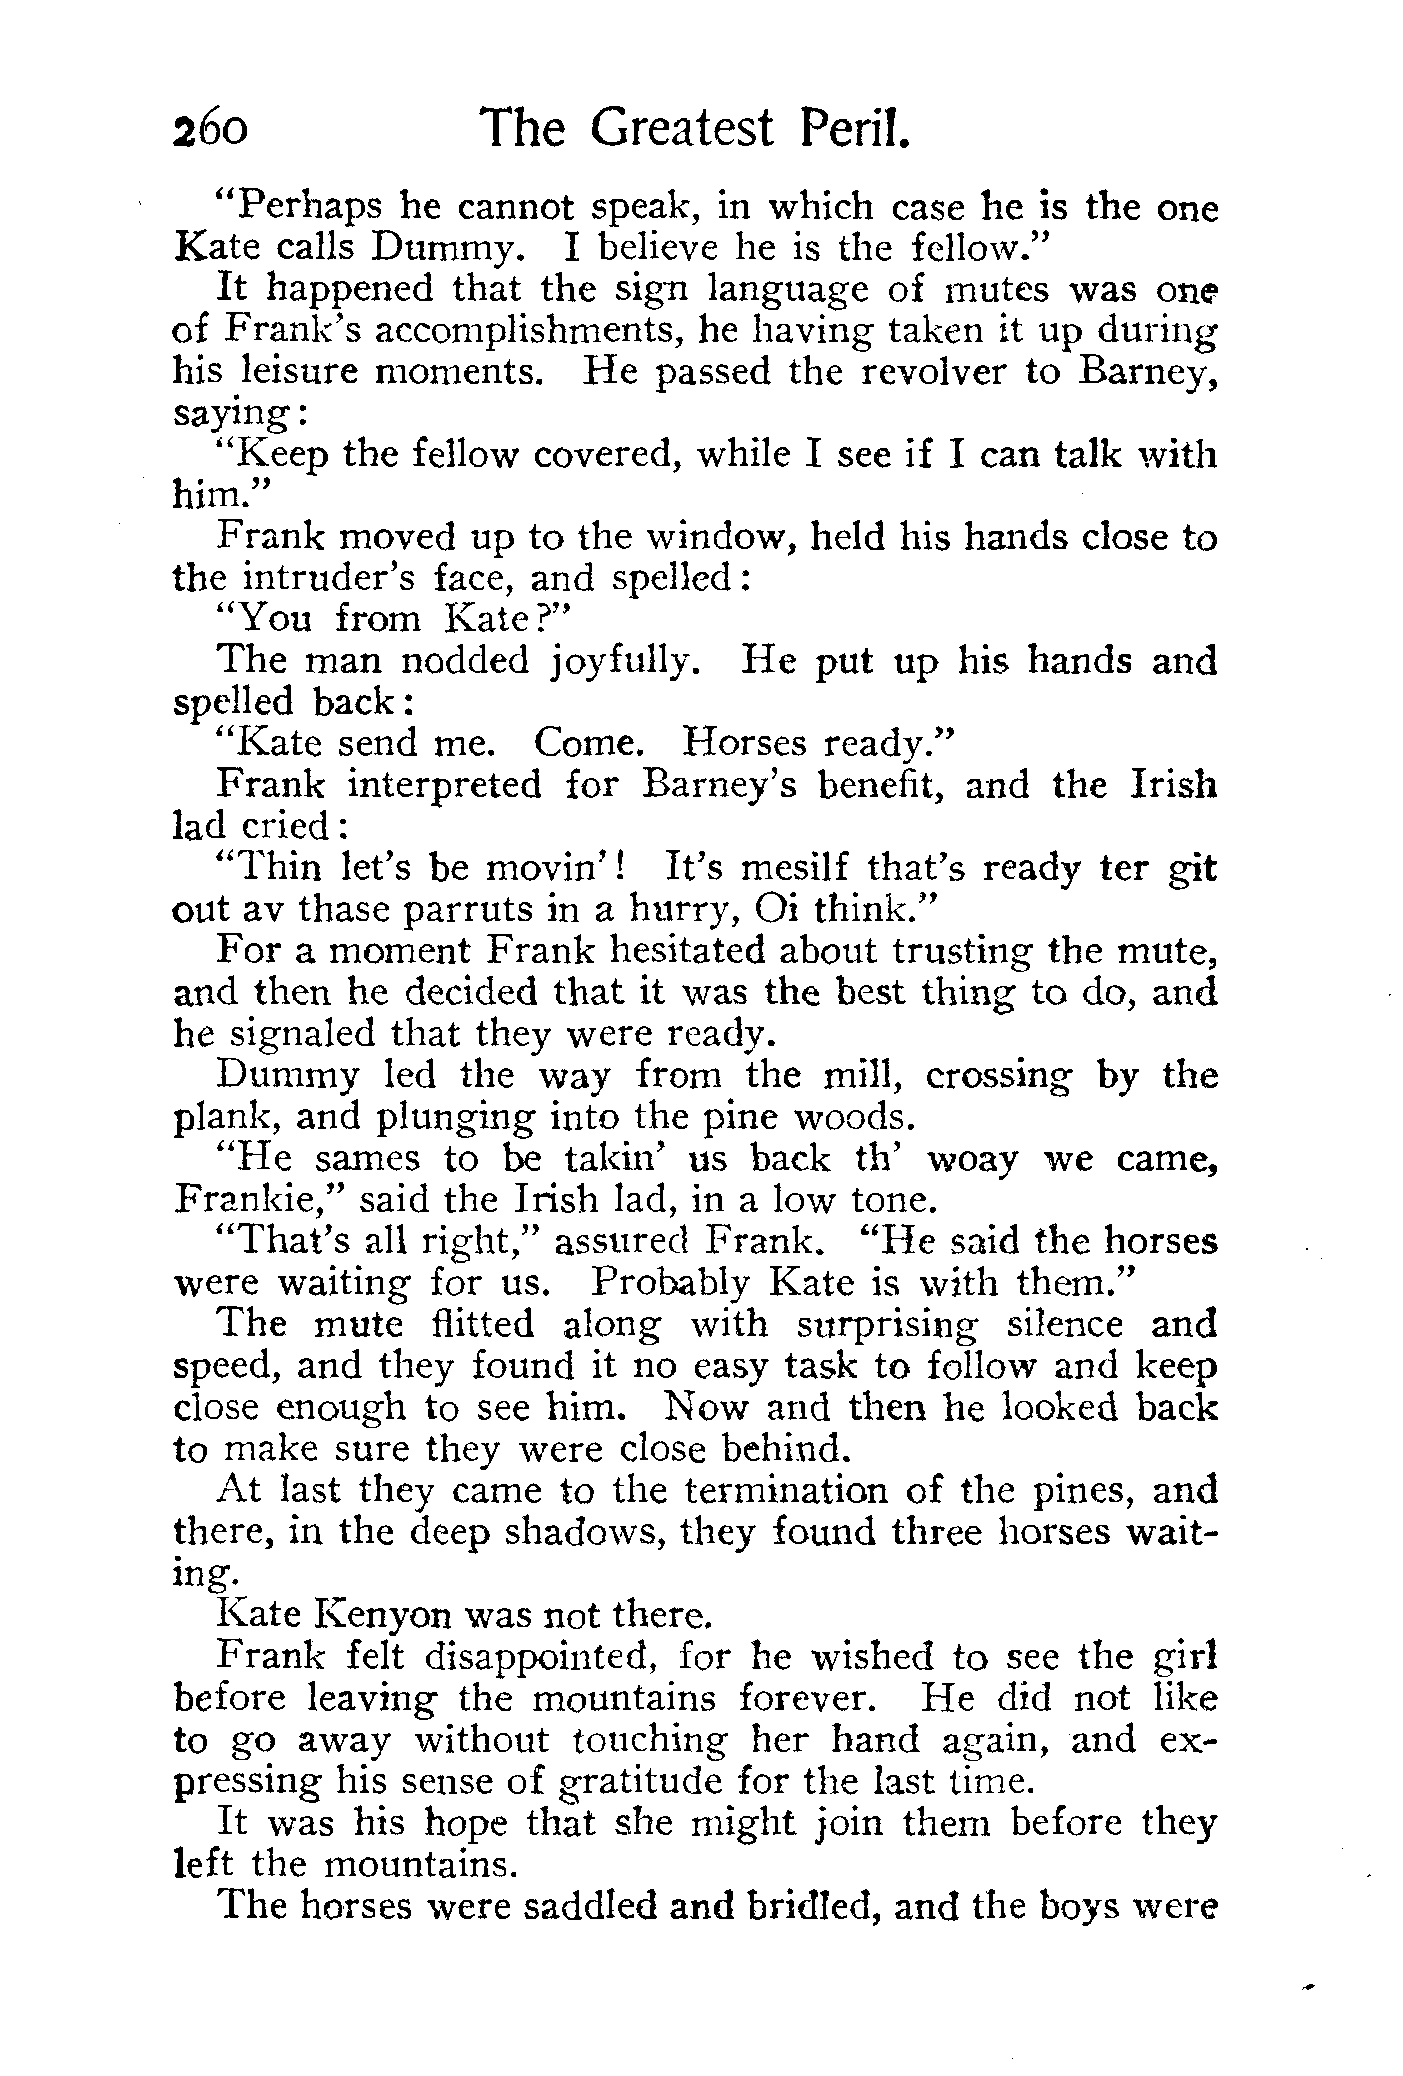 260 The Greatest Peril.
"Perhaps he cannot speak, in which case he is the one
Kate calls Dummy. I believe he is the fellow."
It happened that the sign language of mutes was one
of Frank's accomplishments, he having taken it up during
his leisure moments. He passed the revolver to Barney,
saying:
"Keep the fellow covered, while I see if I can talk with
him."
Frank moved up to the window, held his hands close to
the intruder's face, and spelled:
"You from Kate?"
The man nodded joyfully. He put up his hands and
spelled back:
"Kate send me. Come. Horses ready."
Frank interpreted for Barney's benefit, and the Irish
lad cried:
"Thin let's be movin'! It's mesilf that's ready ter git
out av thase parruts in a hurry, Oi think."
For a moment Frank hesitated about trusting the mute,
and then he decided that it was the best thing to do, and
he signaled that they were ready.
Dummy led the way from the mill, crossing by the
plank, and plunging into the pine woods.
"He sames to be takin' us back th' woay we came,
Frankie," said the Irish lad, in a low tone.
"That's all right," assured Frank. "He said the horses
were waiting for us. Probably Kate is with them."
The mute flitted along with surprising silence and
speed, and they found it no easy task to follow and keep
close enough to see him. Now and then he looked back
to make sure they were close behind.
At last they came to the termination of the pines, and
there, in the deep shadows, they found three horses wait-
ing.
Kate Kenyon was not there.
Frank felt disappointed, for he wished to see the girl
before leaving the mountains forever. He did not like
to go away without touching her hand again, and ex-
pressing his sense of gratitude for the last time.
It was his hope that she might join them before they
left the mountains.
The horses were saddled and bridled, and the boys were